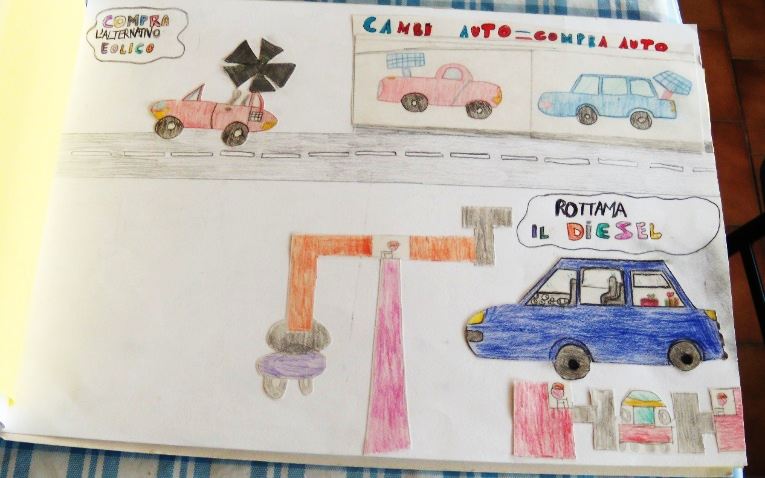 COMPRA
L'ALTERNATIVO
EOLICO
CAMBI AUTO=COMPRA AUTO
ROTTAMA
IL DIESEL